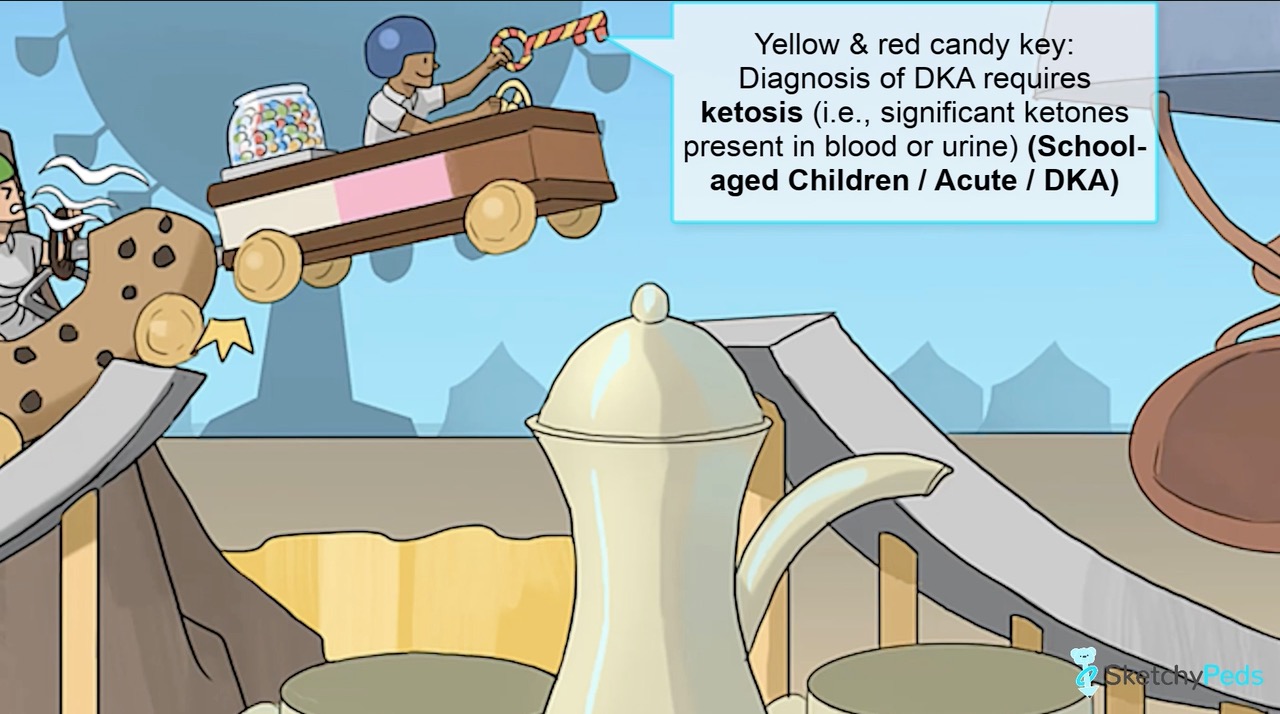 Yellow & red candy key:
Diagnosis of DKA requires
ketosis (i.e., significant ketones
present in blood or urine) (School-
aged Children / Acute / DKA)
SketchyPeds